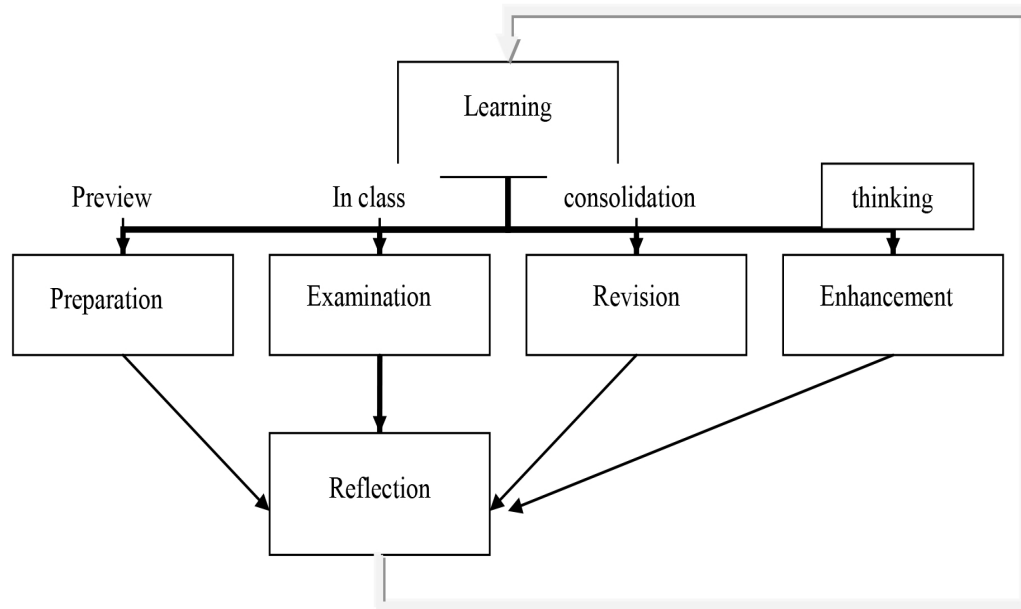 Learning
Preview In class consolidation thinking
Preparation Examination Revision Enhancement
Reflection